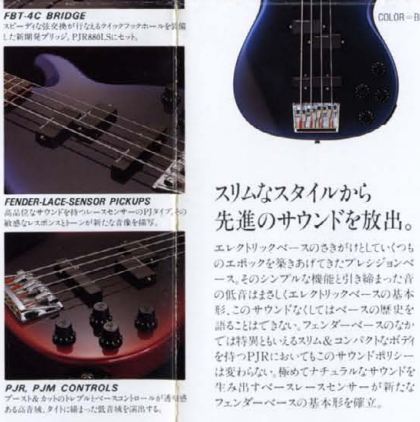 FBT-4C BRIDGE
スピーディな弦交換が行なえるクイックフックホールを装備
した新開発ブリッジ。PJR880LSにセット。
FENDER-LACE-SENSOR PICKUPS
高品位なサウンドを持つレースセンサーのPJタイプ。その
敏感なレスポンスとトーンが新たな音像を描写。
PJR, PJM CONTROLS
ブースト&カットのトレブルとベースコントロールが透明感
ある高音域、タイトに締まった低音域を演出する。
COLOR=B
スリムなスタイルから
先進のサウンドを放出。
エレクトリックベースのさきがけとしていくつも
のエポックを築きあげてきたプレシジョンベ
ース。そのシンプルな機能と引き締まった音
の低音はまさしくエレクトリックベースの基本
形、このサウンドなくしてはベースの歴史を
語ることはできない。フェンダーベースのなか
では特異ともいえるスリム&コンパクトなボディ
を持つPJRにおいてもこのサウンドポリシー
は変わらない。極めてナチュラルなサウンドを
生み出すベースレースセンサーが新たな
フェンダーベースの基本形を確立。